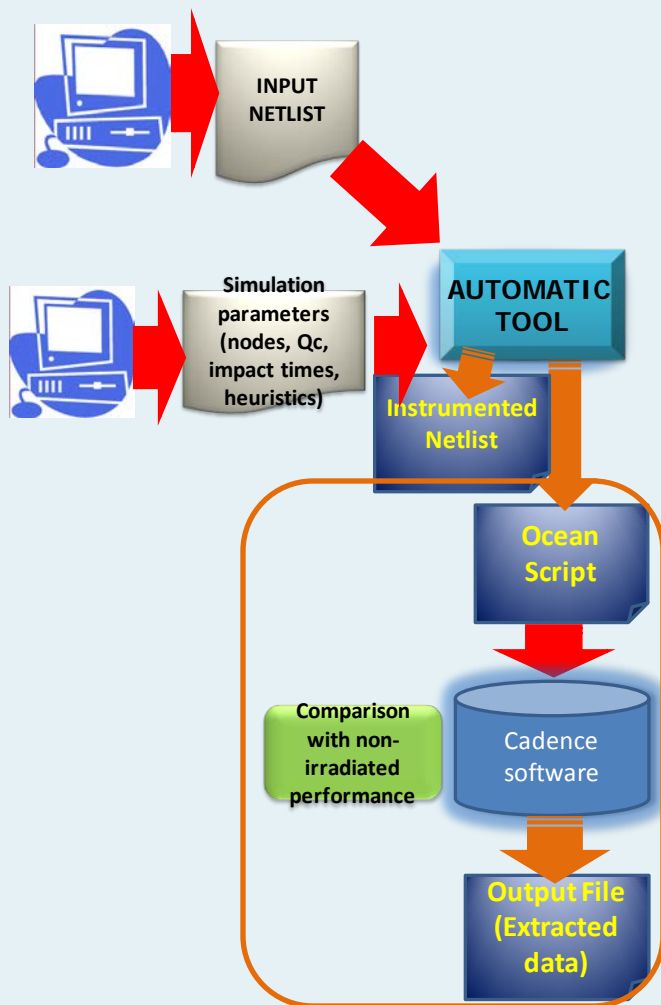 INPUT
NETLIST
Simulation
parameters
(nodes, Qc,
impact times,
heuristics)
AUTOMATIC
TOOL
Instrumented
Netlist
Ocean
Script
Comparison
with non-
irradiated
performance
Cadence
software
Output File
(Extracted
data)